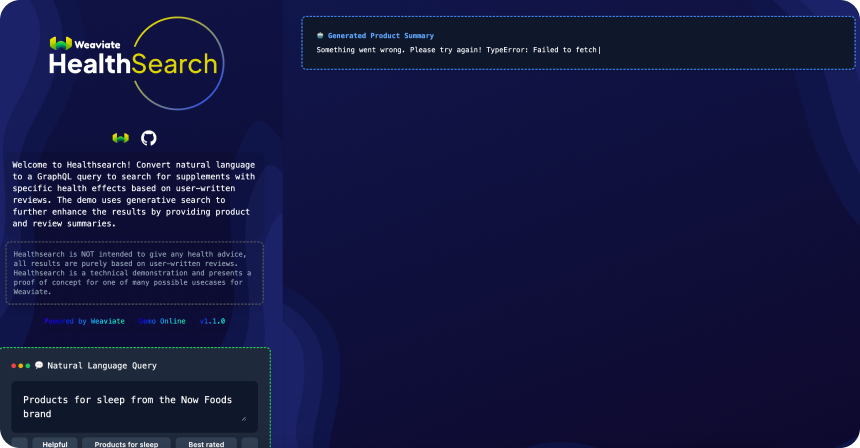 Weaviate
HealthSearch
Welcome to Healthsearch! Convert natural language
to a GraphQL query to search for supplements with
specific health effects based on user-written
reviews. The demo uses generative search to
further enhance the results by providing product
and review summaries.
Healthsearch is NOT intended to give any health advice,
all results are purely based on user-written reviews.
Healthsearch is a technical demonstration and presents a
proof of concept for one of many possible usecases for
Weaviate.
Powered by Weaviate Demo Online v1.1.0
Natural Language Query
Products for sleep from the Now Foods
brand
Helpful Products for sleep Best rated
Generated Product Summary
Something went wrong. Please try again! TypeError: Failed to fetch